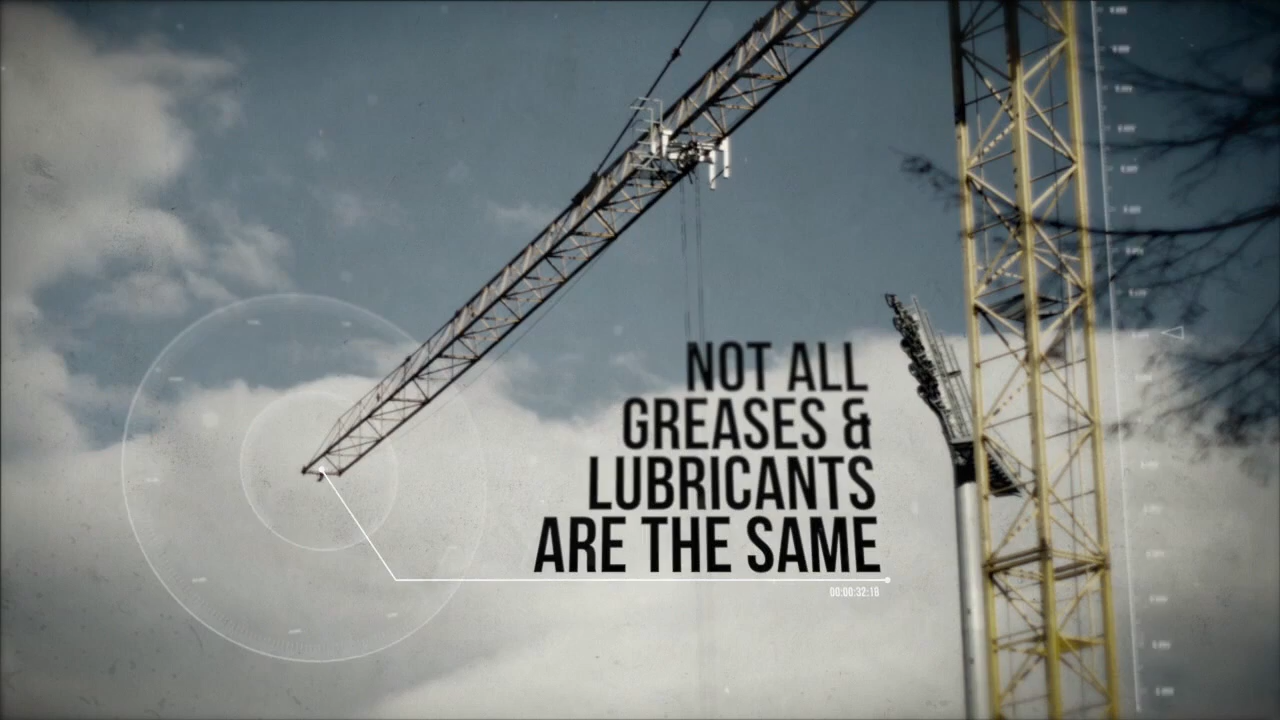 NOT ALL
GREASES &
LUBRICANTS
ARE THE SAME
00:00:32:18